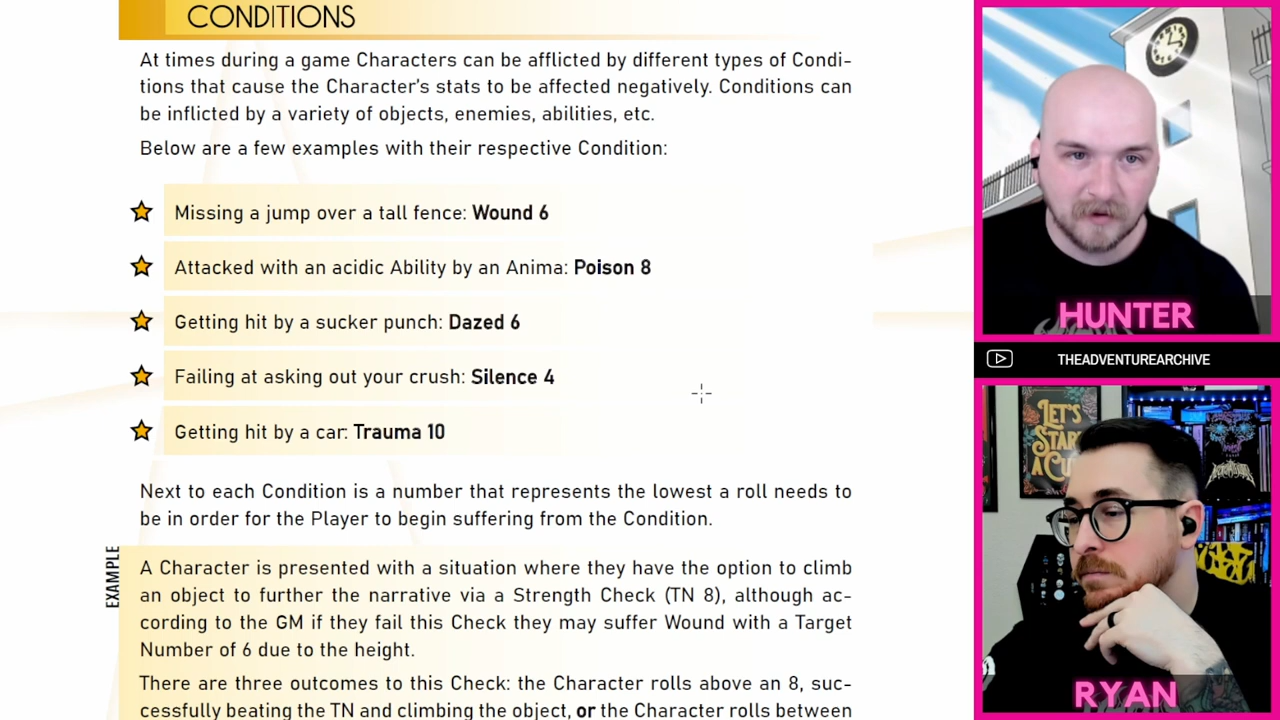 CONDITIONS
At times during a game Characters can be afflicted by different types of Condi-
tions that cause the Character's stats to be affected negatively. Conditions can
be inflicted by a variety of objects, enemies, abilities, etc.
Below are a few examples with their respective Condition:
Missing a jump over a tall fence: Wound 6
Attacked with an acidic Ability by an Anima: Poison 8
Getting hit by a sucker punch: Dazed 6
Failing at asking out your crush: Silence 4
Getting hit by a car: Trauma 10
Next to each Condition is a number that represents the lowest a roll needs to
be in order for the Player to begin suffering from the Condition.
EXAMPLE
A Character is presented with a situation where they have the option to climb
an object to further the narrative via a Strength Check (TN 8), although ac-
cording to the GM if they fail this Check they may suffer Wound with a Target
Number of 6 due to the height.
There are three outcomes to this Check: the Character rolls above an 8, suc-
cessfully beating the TN and climbing the object, or the Character rolls between
HUNTER
THEADVENTUREARCHIVE
LET'S
START
A CULT
RYAN